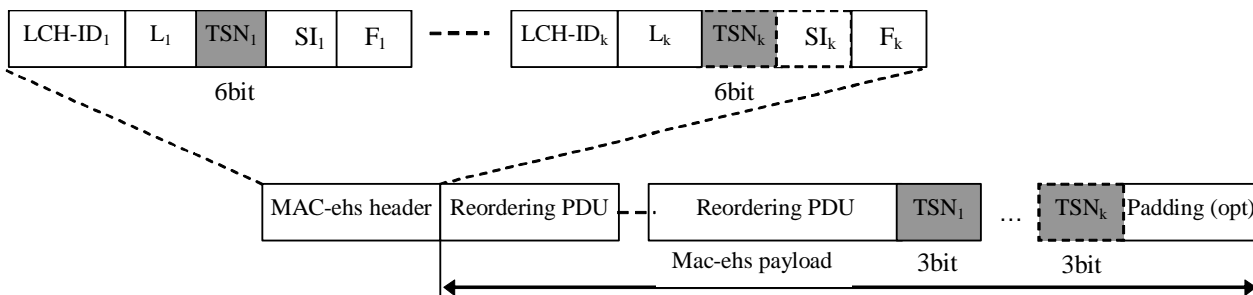 LCH-ID₁ L₁ TSN₁ SI₁ F₁ LCH-IDₖ Lₖ TSNₖ SIₖ Fₖ
6bit 6bit
MAC-ehs header Reordering PDU Reordering PDU TSN₁ ... TSNₖ Padding (opt)
Mac-ehs payload 3bit 3bit